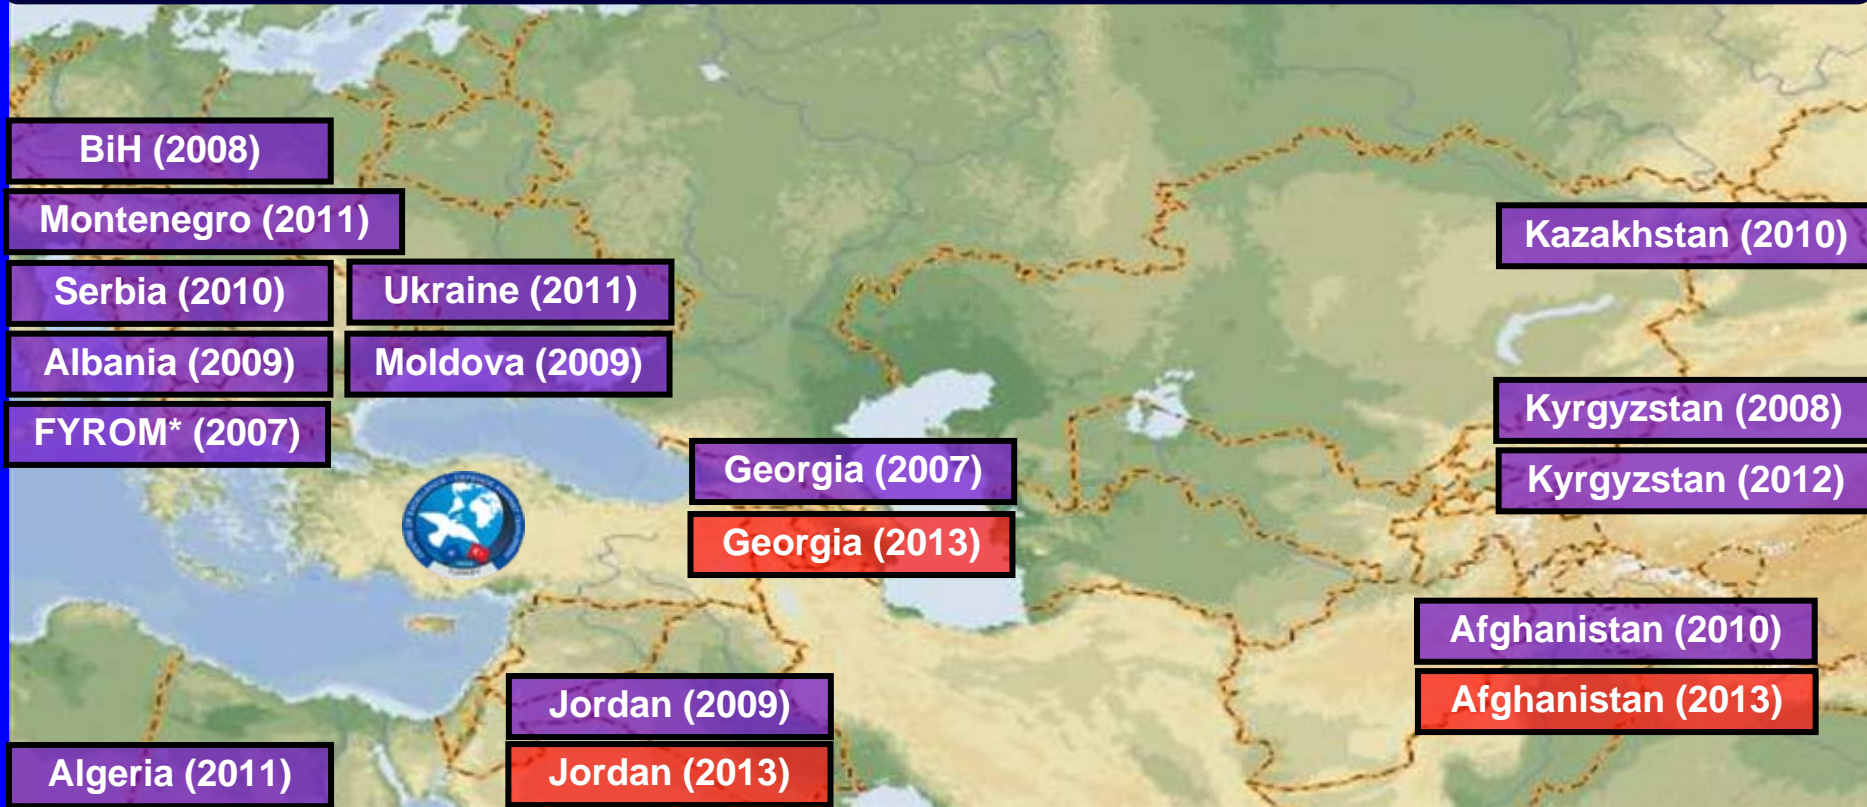 BiH (2008)
Montenegro (2011)
Kazakhstan (2010)
Serbia (2010)
Ukraine (2011)
Albania (2009)
Moldova (2009)
Kyrgyzstan (2008)
FYROM* (2007)
Georgia (2007)
Kyrgyzstan (2012)
Georgia (2013)
Afghanistan (2010)
Jordan (2009)
Afghanistan (2013)
Algeria (2011)
Jordan (2013)